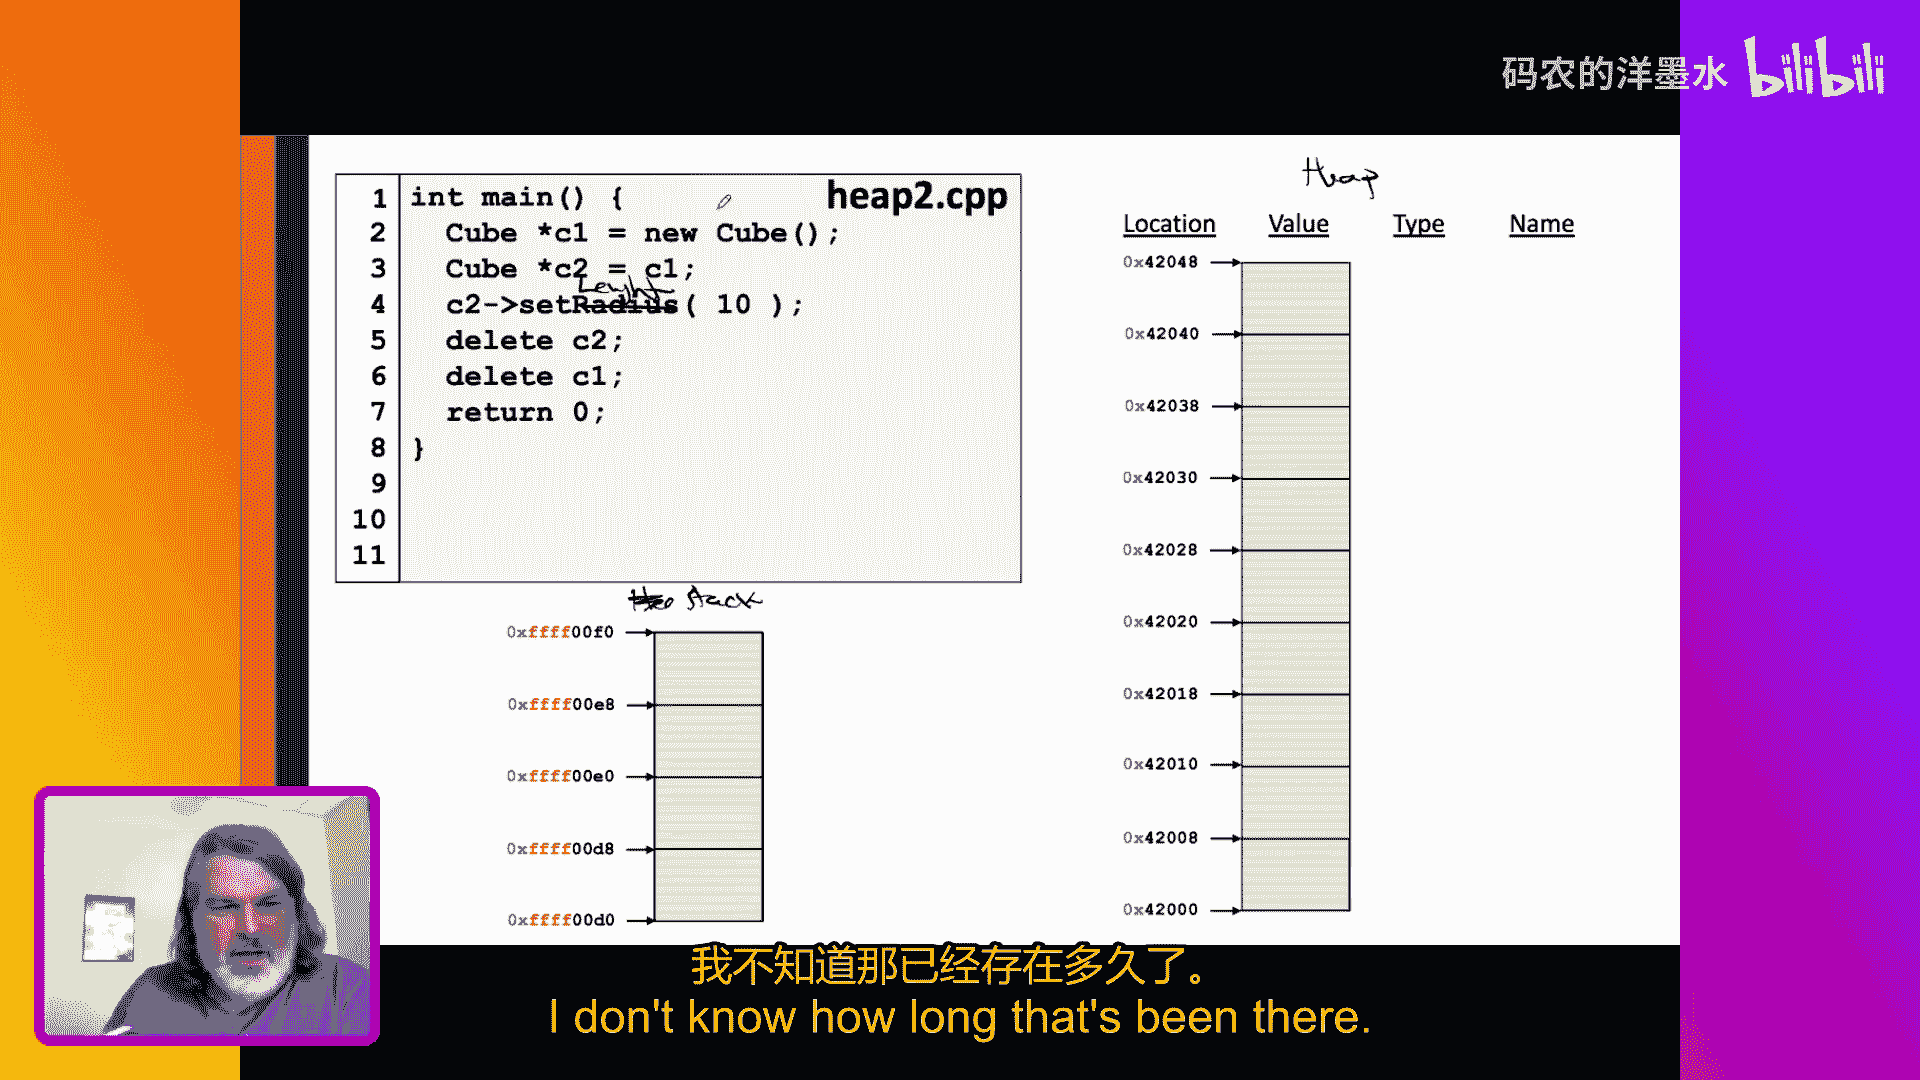 码农的洋墨水 bilibili
heap2.cpp
1 int main() {
2 Cube *c1 = new Cube();
3 Cube *c2 = c1;
Lenght
4 c2->setRadius( 10 );
5 delete c2;
6 delete c1;
7 return 0;
8 }
9
10
11
Stack
0xffff00f0
0xffff00e8
0xffff00e0
0xffff00d8
0xffff00d0
Heap
Location Value Type Name
0x42048
0x42040
0x42038
0x42030
0x42028
0x42020
0x42018
0x42010
0x42008
0x42000
我不知道那已经存在多久了。
I don't know how long that's been there.